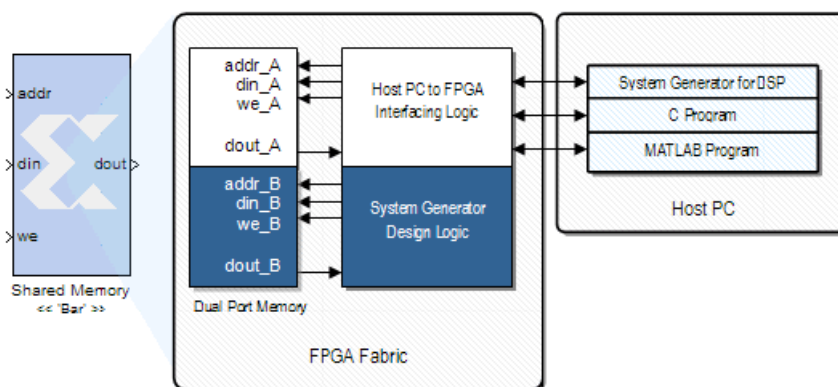 addr
din
dout
we
Shared Memory
<< 'Bar' >>
addr_A
din_A
we_A
dout_A
addr_B
din_B
we_B
dout_B
Dual Port Memory
Host PC to FPGA
Interfacing Logic
System Generator
Design Logic
FPGA Fabric
System Generator for DSP
C Program
MATLAB Program
Host PC